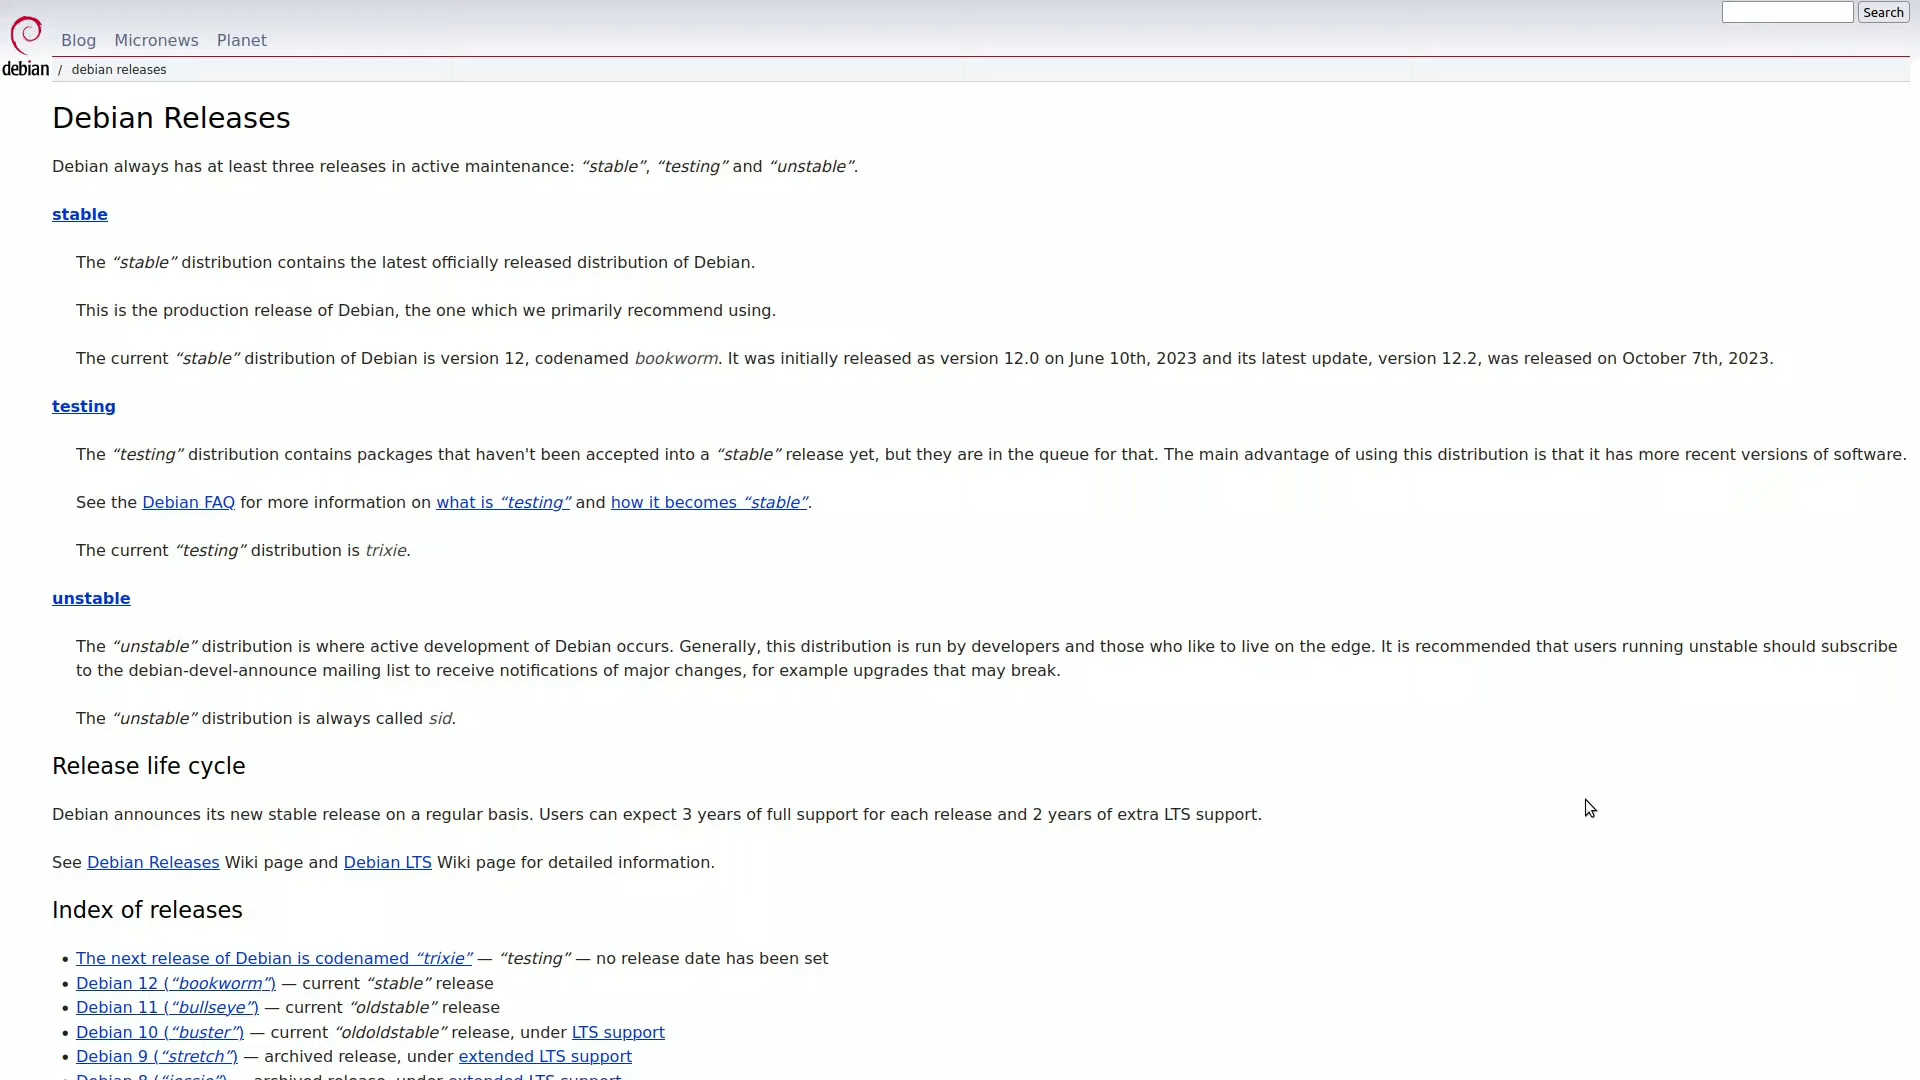 Search
Blog Micronews Planet
debian / debian releases
Debian Releases
Debian always has at least three releases in active maintenance: “stable”, “testing” and “unstable”.
stable
The “stable” distribution contains the latest officially released distribution of Debian.
This is the production release of Debian, the one which we primarily recommend using.
The current “stable” distribution of Debian is version 12, codenamed bookworm. It was initially released as version 12.0 on June 10th, 2023 and its latest update, version 12.2, was released on October 7th, 2023.
testing
The “testing” distribution contains packages that haven't been accepted into a “stable” release yet, but they are in the queue for that. The main advantage of using this distribution is that it has more recent versions of software.
See the Debian FAQ for more information on what is “testing” and how it becomes “stable”.
The current “testing” distribution is trixie.
unstable
The “unstable” distribution is where active development of Debian occurs. Generally, this distribution is run by developers and those who like to live on the edge. It is recommended that users running unstable should subscribe
to the debian-devel-announce mailing list to receive notifications of major changes, for example upgrades that may break.
The “unstable” distribution is always called sid.
Release life cycle
Debian announces its new stable release on a regular basis. Users can expect 3 years of full support for each release and 2 years of extra LTS support.
See Debian Releases Wiki page and Debian LTS Wiki page for detailed information.
Index of releases
• The next release of Debian is codenamed “trixie” — “testing” — no release date has been set
• Debian 12 (“bookworm”) — current “stable” release
• Debian 11 (“bullseye”) — current “oldstable” release
• Debian 10 (“buster”) — current “oldoldstable” release, under LTS support
• Debian 9 (“stretch”) — archived release, under extended LTS support
• Debian 8 (“jessie”) — archived release, under extended LTS support